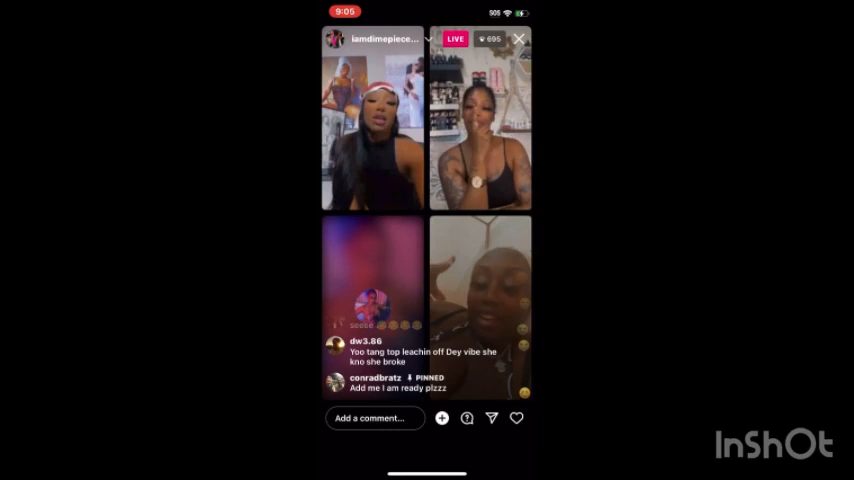 9:05
SOS
iamdimepiece...
LIVE
695
dw3.86
Yoo tang top leachin off Dey vibe she
kno she broke
conradbratz PINNED
Add me I am ready plzzz
Add a comment...
InShOt